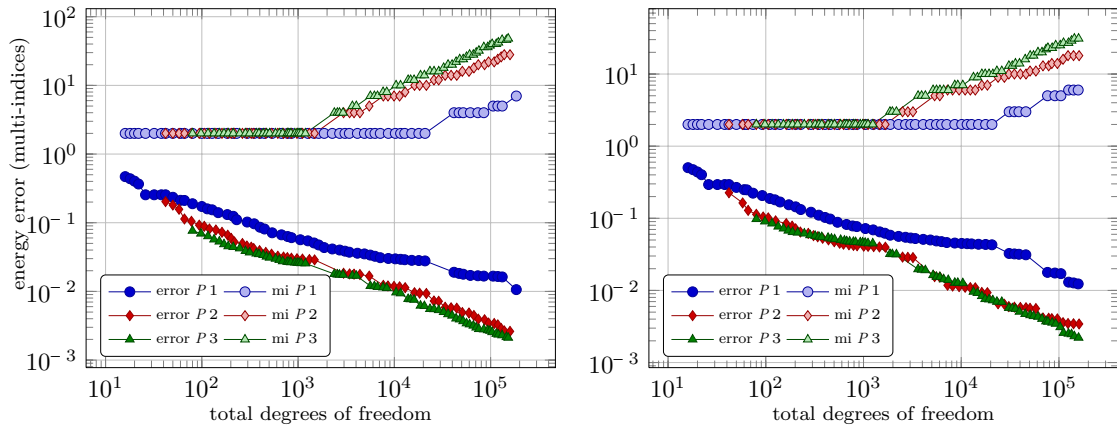 10^2
10^1
10^0
10^−1
10^−2
10^−3
energy error (multi-indices)
error P 1 mi P 1
error P 2 mi P 2
error P 3 mi P 3
10^1 10^2 10^3 10^4 10^5
total degrees of freedom
10^2
10^1
10^0
10^−1
10^−2
10^−3
error P 1 mi P 1
error P 2 mi P 2
error P 3 mi P 3
10^1 10^2 10^3 10^4 10^5
total degrees of freedom